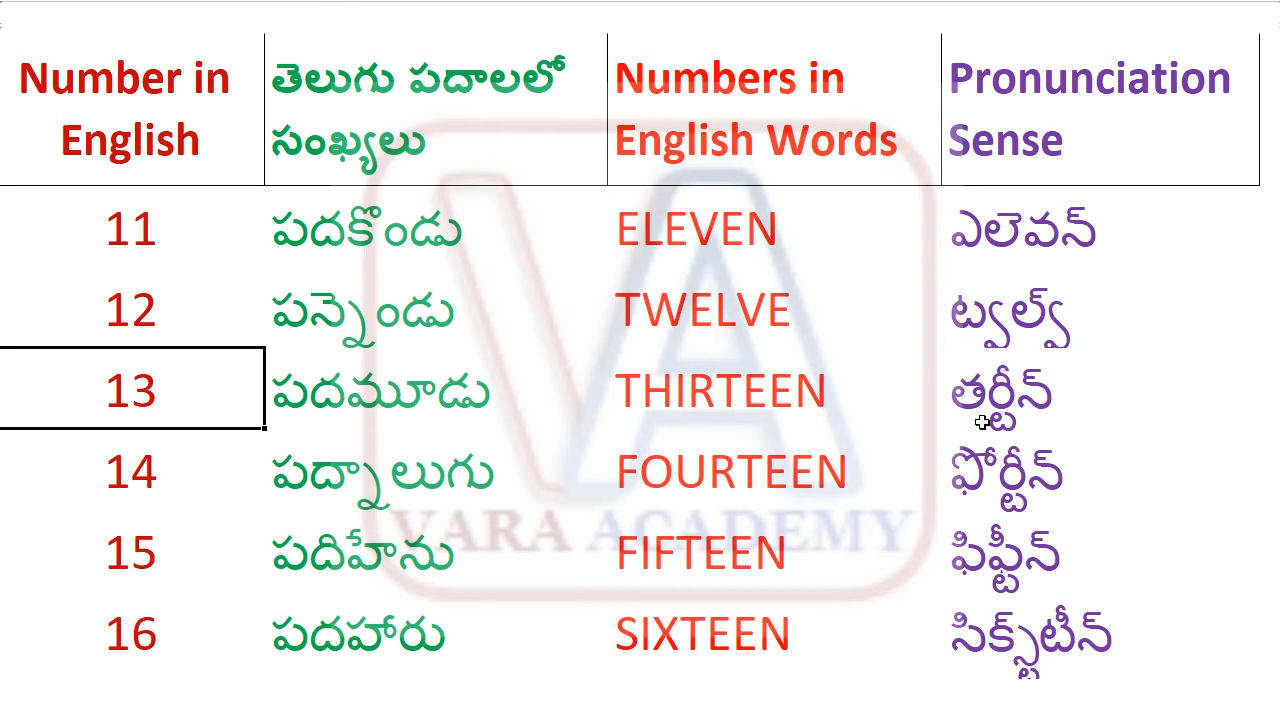 Number in English తెలుగు పదాలలో సంఖ్యలు Numbers in English Words Pronunciation Sense
11 పదకొండు ELEVEN ఎలెవన్
12 పన్నెండు TWELVE ట్వల్వ్
13 పదమూడు THIRTEEN తర్టీన్
14 పద్నాలుగు FOURTEEN ఫోర్టీన్
15 పదిహేను FIFTEEN ఫిఫ్టీన్
16 పదహారు SIXTEEN సిక్స్టీన్
VARA ACADEMY